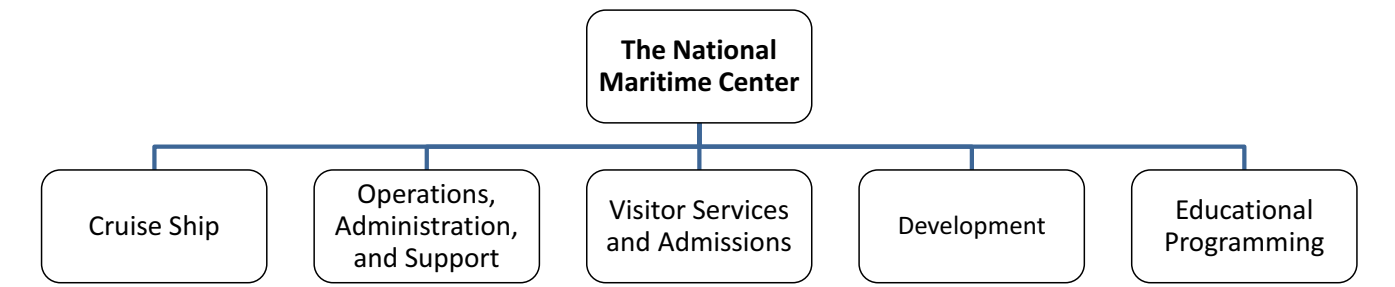 The National
Maritime Center
Cruise Ship
Operations,
Administration,
and Support
Visitor Services
and Admissions
Development
Educational
Programming